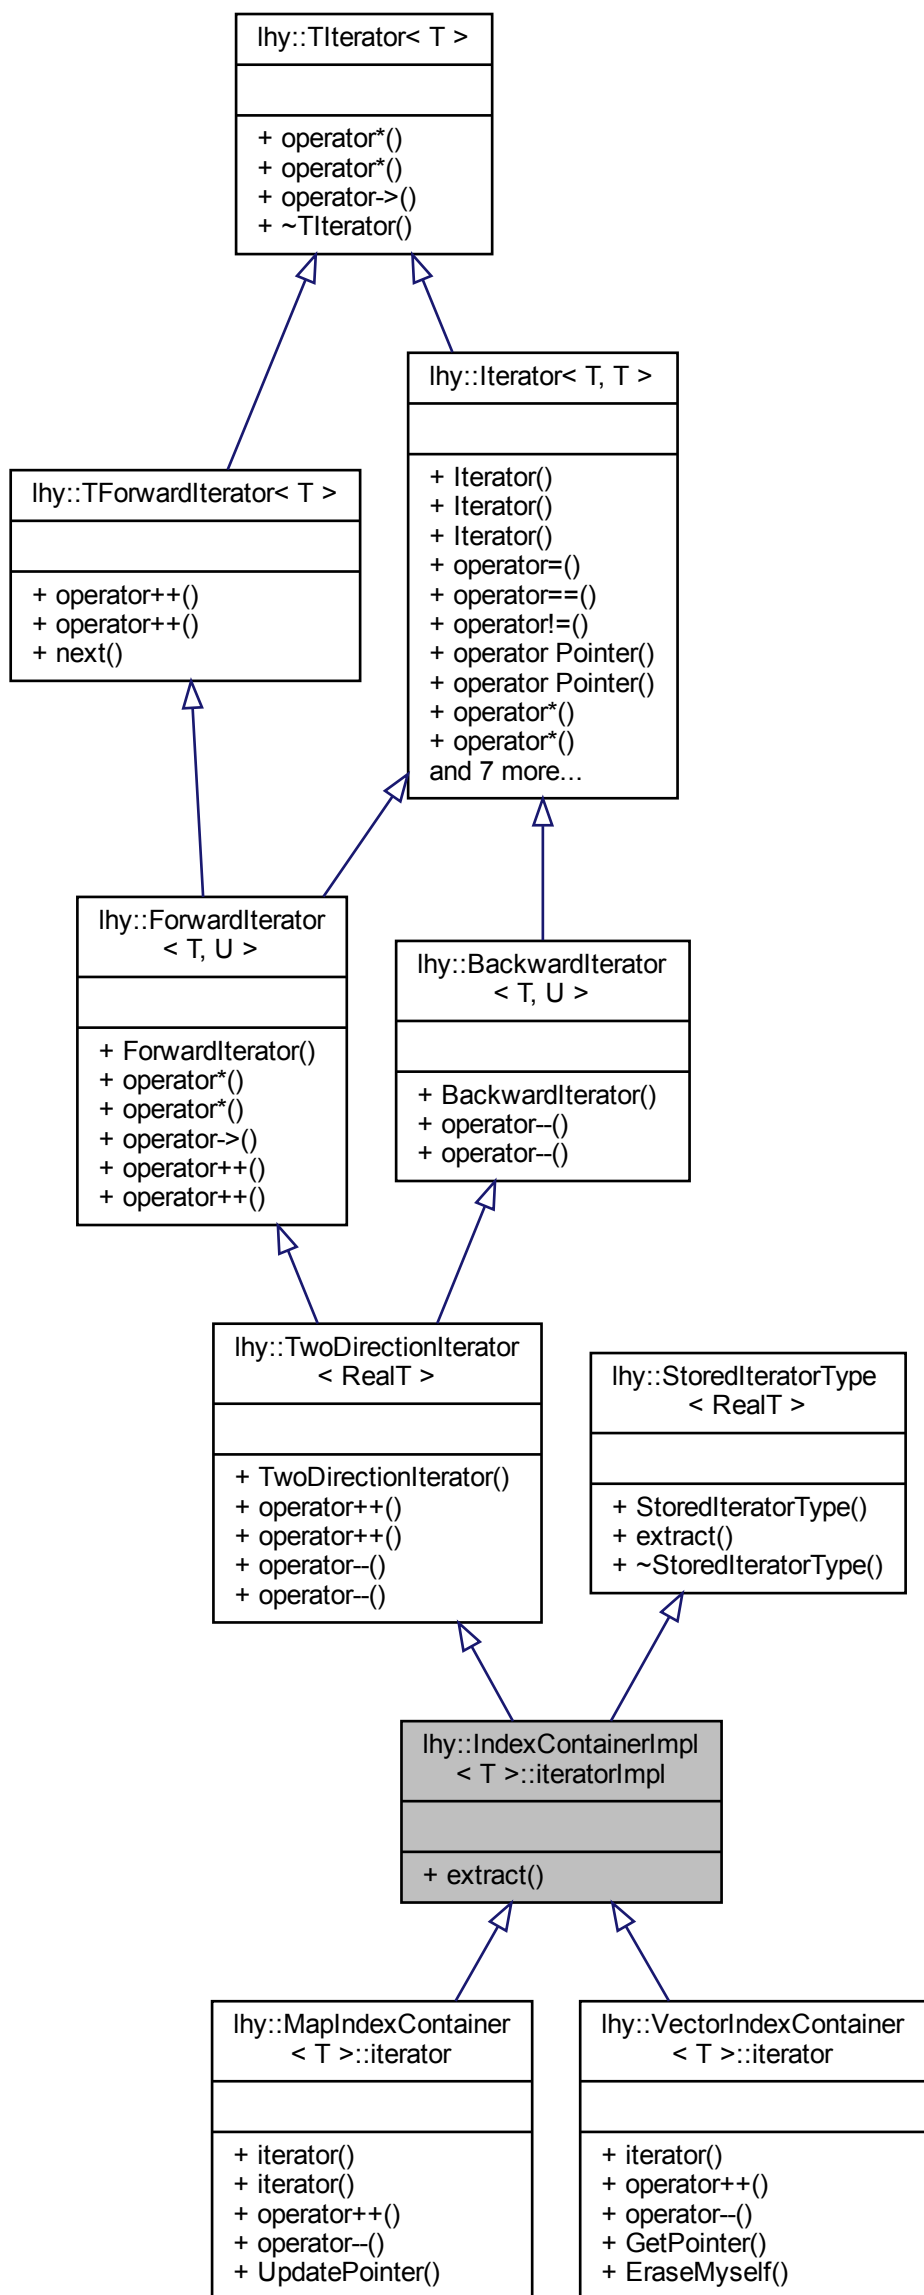 lhy::TIterator< T >
+ operator*()
+ operator*()
+ operator->()
+ ~TIterator()
lhy::Iterator< T, T >
+ Iterator()
+ Iterator()
+ Iterator()
+ operator=()
+ operator==()
+ operator!=()
+ operator Pointer()
+ operator Pointer()
+ operator*()
+ operator*()
and 7 more...
lhy::TForwardIterator< T >
+ operator++()
+ operator++()
+ next()
lhy::ForwardIterator
< T, U >
+ ForwardIterator()
+ operator*()
+ operator*()
+ operator->()
+ operator++()
+ operator++()
lhy::BackwardIterator
< T, U >
+ BackwardIterator()
+ operator--()
+ operator--()
lhy::TwoDirectionIterator
< RealT >
+ TwoDirectionIterator()
+ operator++()
+ operator++()
+ operator--()
+ operator--()
lhy::StoredIteratorType
< RealT >
+ StoredIteratorType()
+ extract()
+ ~StoredIteratorType()
lhy::IndexContainerImpl
< T >::iteratorImpl
+ extract()
lhy::MapIndexContainer
< T >::iterator
+ iterator()
+ iterator()
+ operator++()
+ operator--()
+ UpdatePointer()
lhy::VectorIndexContainer
< T >::iterator
+ iterator()
+ operator++()
+ operator--()
+ GetPointer()
+ EraseMyself()